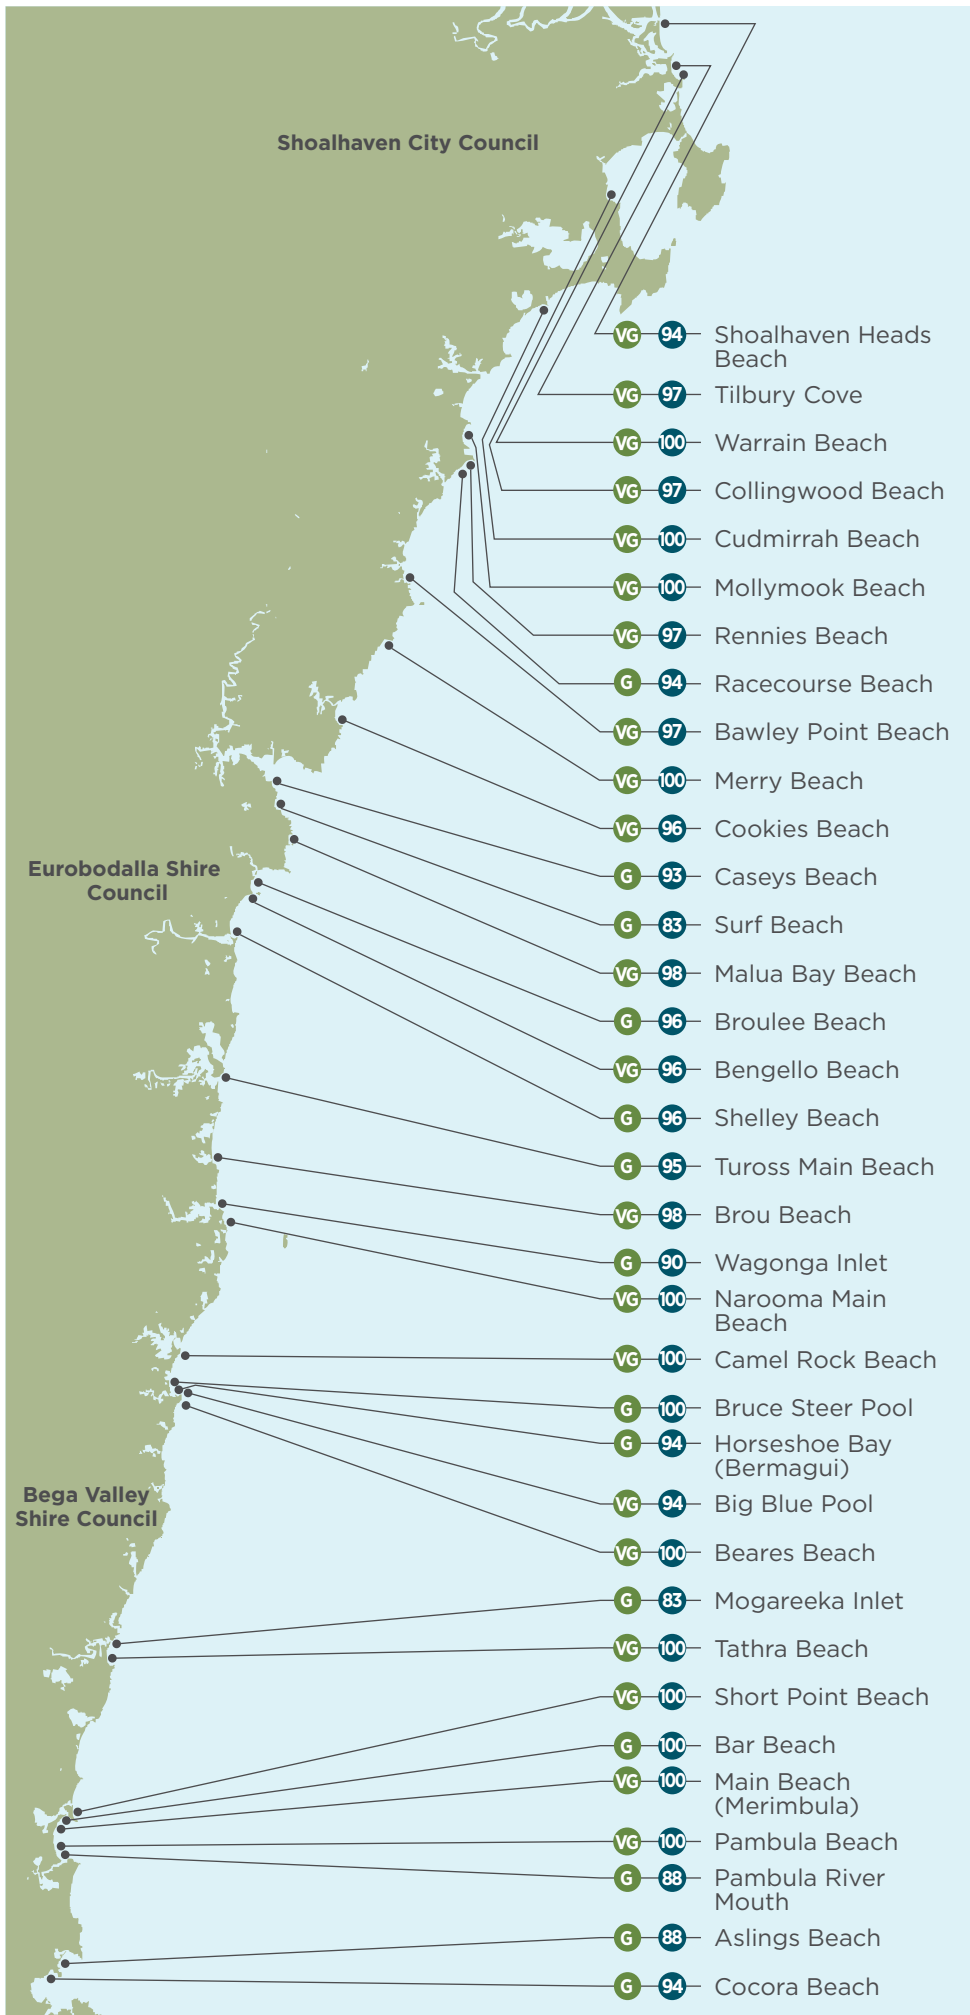 Shoalhaven City Council
VG 94 Shoalhaven Heads
Beach
VG 97 Tilbury Cove
VG 100 Warrain Beach
VG 97 Collingwood Beach
VG 100 Cudmirrah Beach
VG 100 Mollymook Beach
VG 97 Rennies Beach
G 94 Racecourse Beach
VG 97 Bawley Point Beach
VG 100 Merry Beach
VG 96 Cookies Beach
Eurobodalla Shire
Council
G 93 Caseys Beach
G 83 Surf Beach
VG 98 Malua Bay Beach
G 96 Broulee Beach
VG 96 Bengello Beach
G 96 Shelley Beach
G 95 Tuross Main Beach
VG 98 Brou Beach
G 90 Wagonga Inlet
VG 100 Narooma Main
Beach
VG 100 Camel Rock Beach
G 100 Bruce Steer Pool
G 94 Horseshoe Bay
(Bermagui)
Bega Valley
Shire Council
VG 94 Big Blue Pool
VG 100 Beares Beach
G 83 Mogareeka Inlet
VG 100 Tathra Beach
VG 100 Short Point Beach
G 100 Bar Beach
VG 100 Main Beach
(Merimbula)
VG 100 Pambula Beach
G 88 Pambula River
Mouth
G 88 Aslings Beach
G 94 Cocora Beach